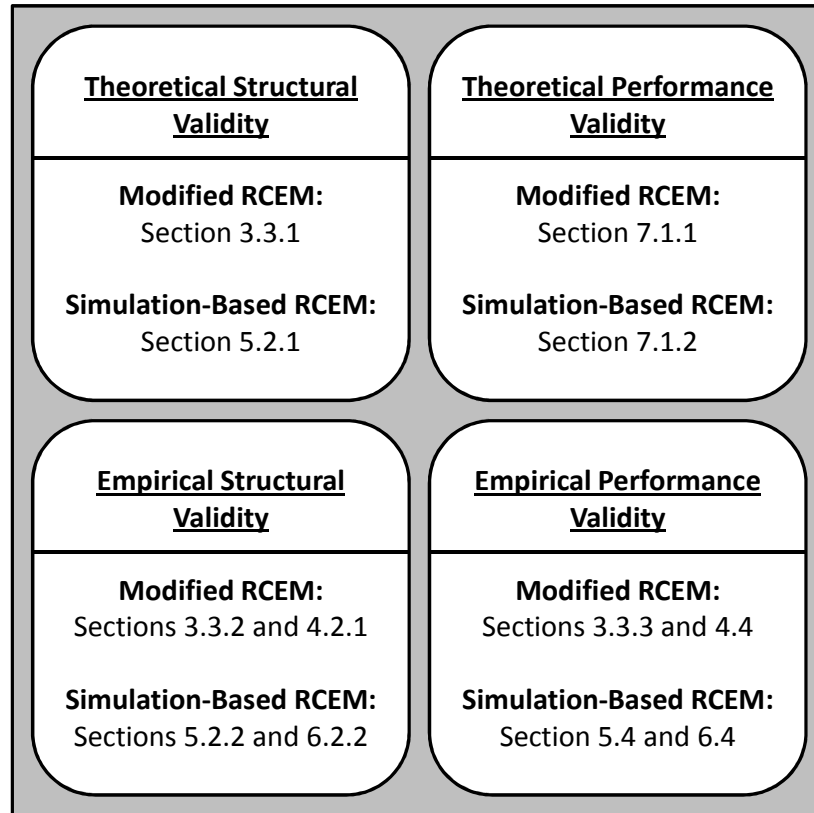 Theoretical Structural
Validity
Modified RCEM:
Section 3.3.1
Simulation-Based RCEM:
Section 5.2.1
Theoretical Performance
Validity
Modified RCEM:
Section 7.1.1
Simulation-Based RCEM:
Section 7.1.2
Empirical Structural
Validity
Modified RCEM:
Sections 3.3.2 and 4.2.1
Simulation-Based RCEM:
Sections 5.2.2 and 6.2.2
Empirical Performance
Validity
Modified RCEM:
Sections 3.3.3 and 4.4
Simulation-Based RCEM:
Section 5.4 and 6.4